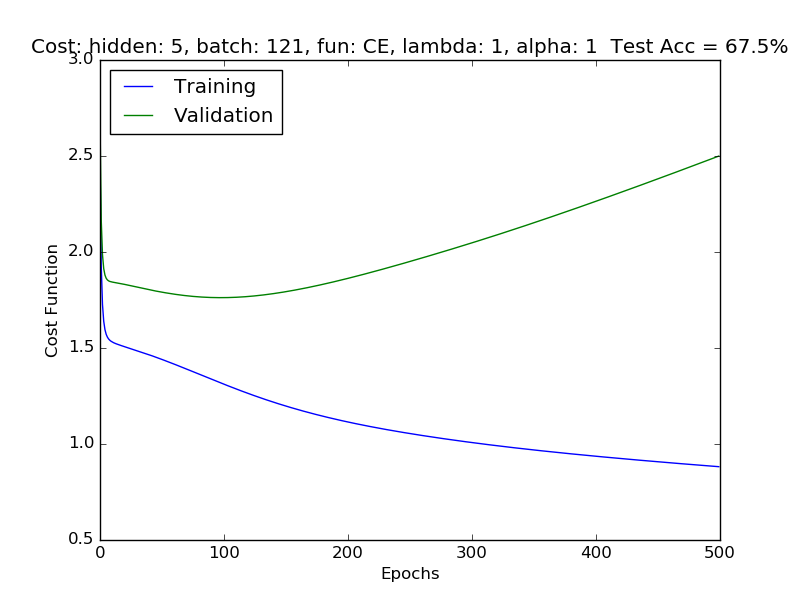 Cost: hidden: 5, batch: 121, fun: CE, lambda: 1, alpha: 1  Test Acc = 67.5%
3.0
Training
Validation
2.5
2.0
Cost Function
1.5
1.0
0.5
0 100 200 300 400 500
Epochs